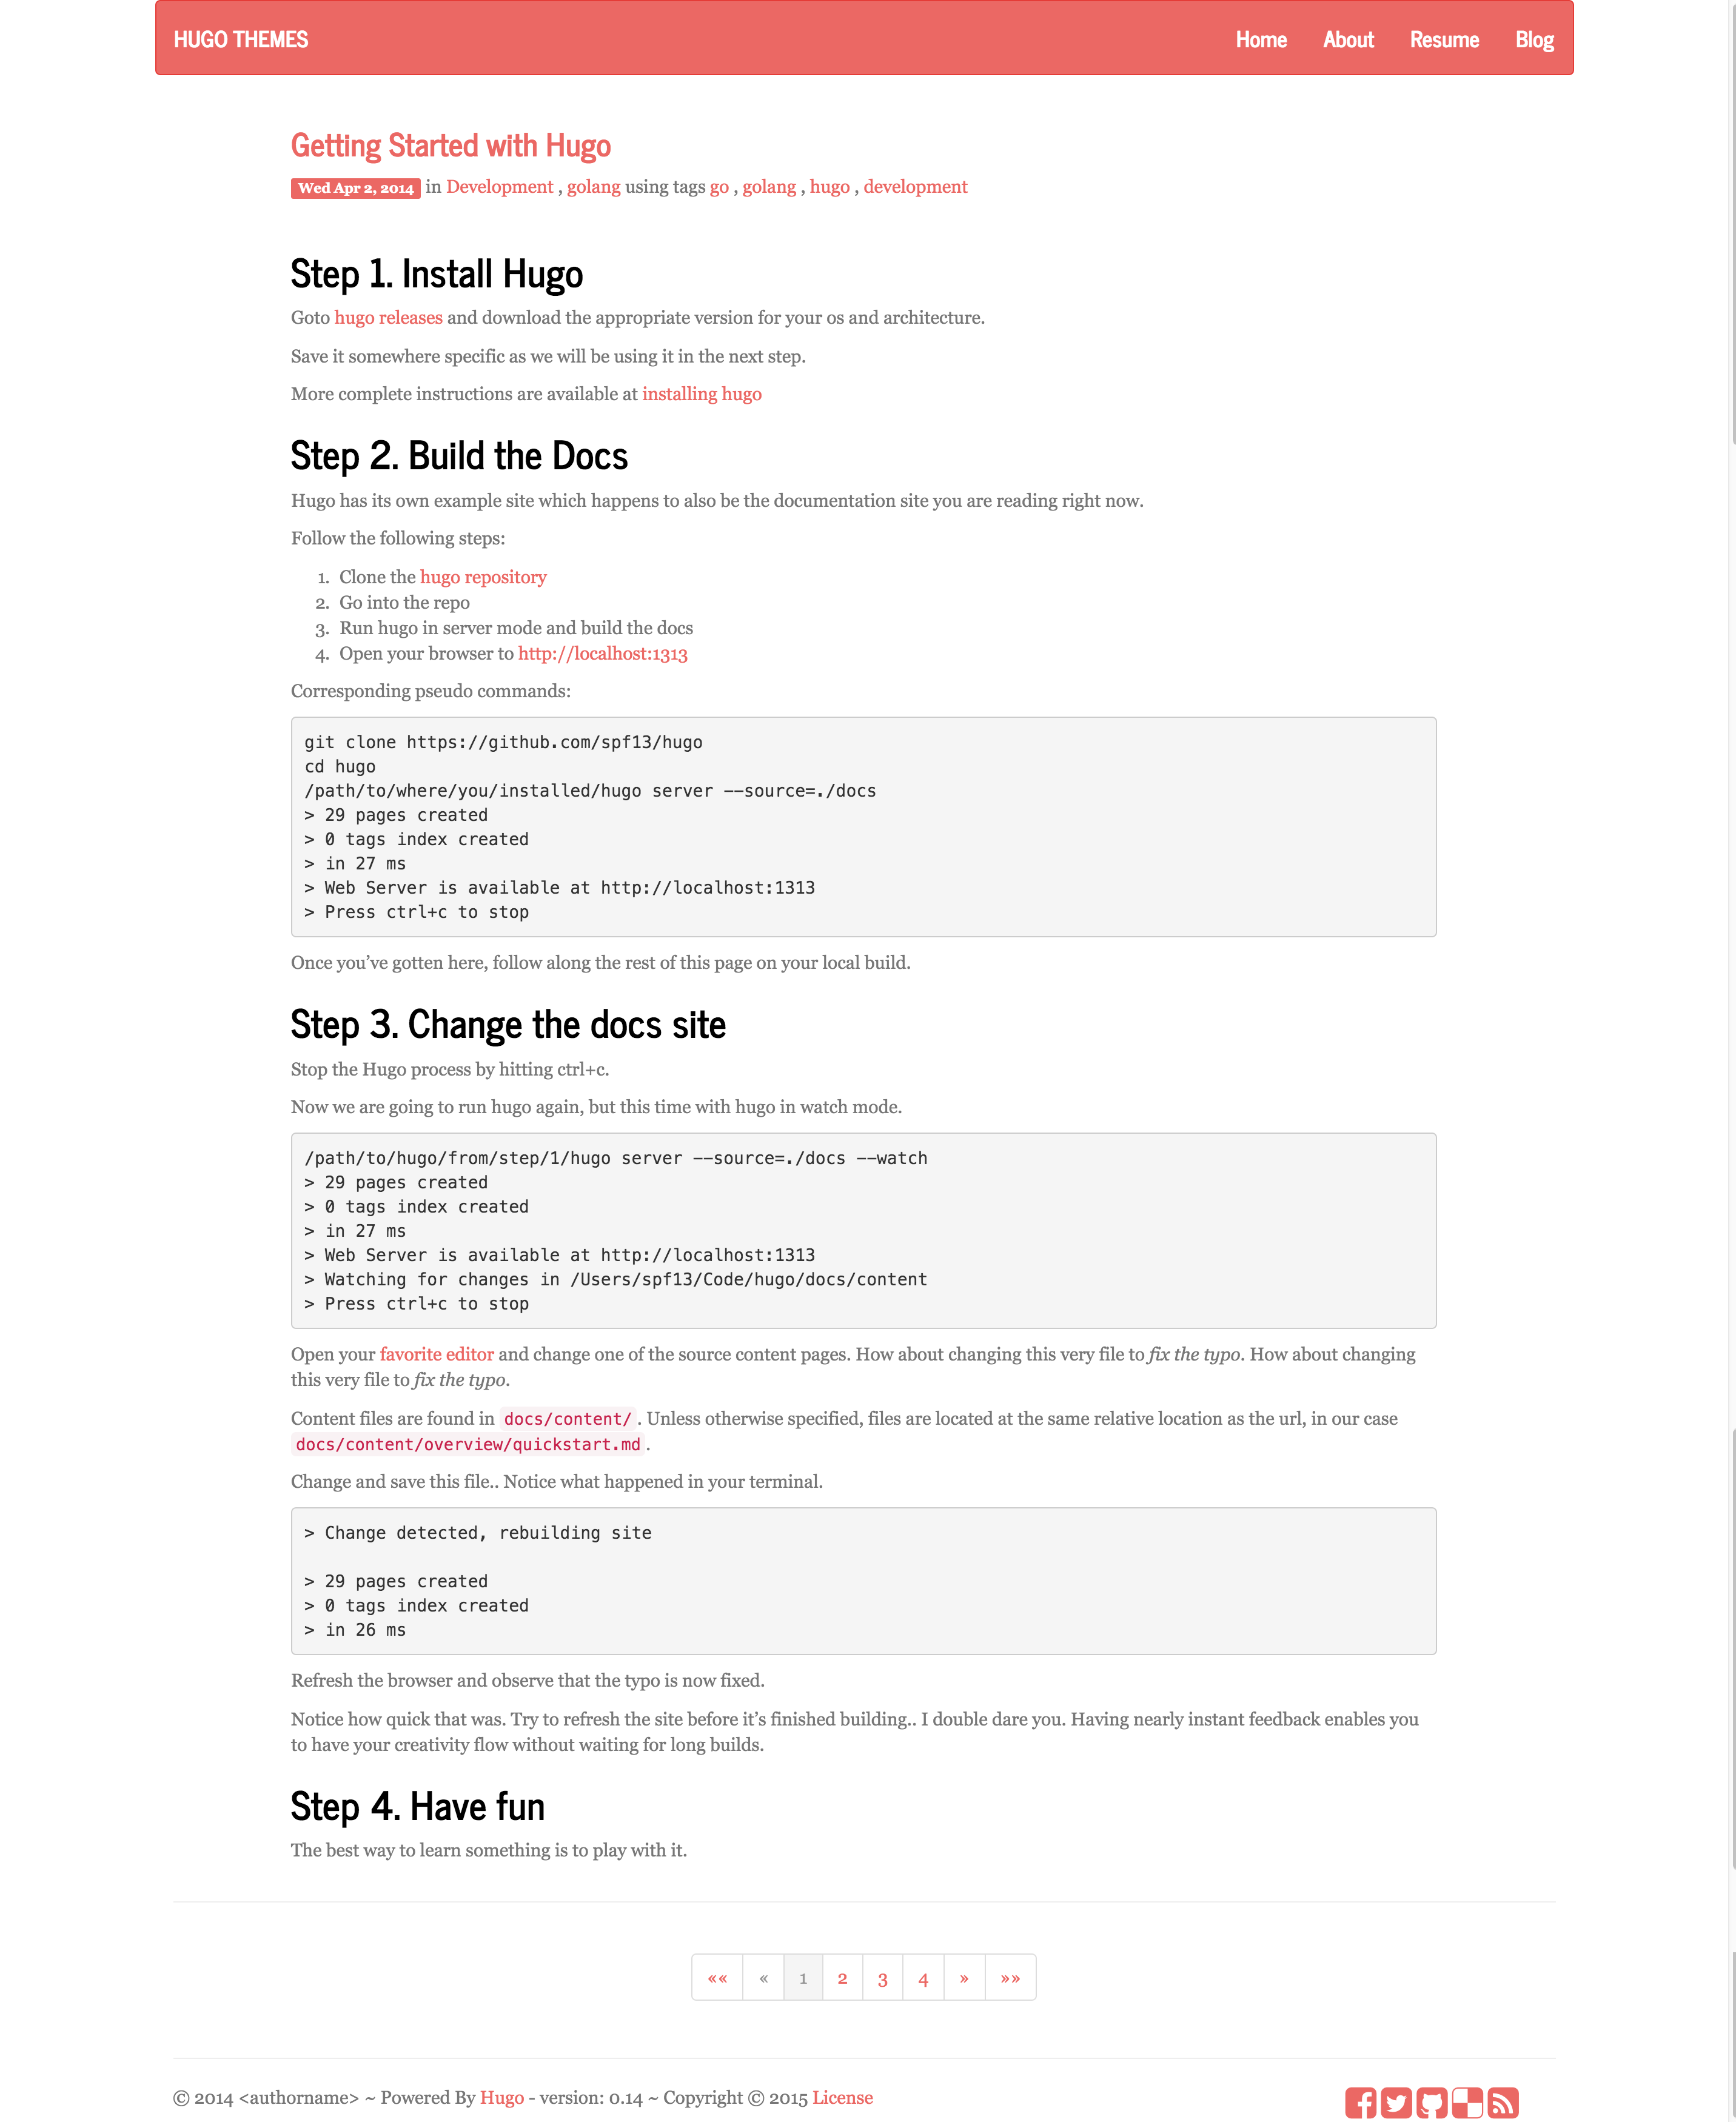 HUGO THEMES Home About Resume Blog
Getting Started with Hugo
Wed Apr 2, 2014 in Development , golang using tags go , golang , hugo , development
Step 1. Install Hugo
Goto hugo releases and download the appropriate version for your os and architecture.
Save it somewhere specific as we will be using it in the next step.
More complete instructions are available at installing hugo
Step 2. Build the Docs
Hugo has its own example site which happens to also be the documentation site you are reading right now.
Follow the following steps:
1. Clone the hugo repository
2. Go into the repo
3. Run hugo in server mode and build the docs
4. Open your browser to http://localhost:1313
Corresponding pseudo commands:
git clone https://github.com/spf13/hugo
cd hugo
/path/to/where/you/installed/hugo server --source=./docs
> 29 pages created
> 0 tags index created
> in 27 ms
> Web Server is available at http://localhost:1313
> Press ctrl+c to stop
Once you’ve gotten here, follow along the rest of this page on your local build.
Step 3. Change the docs site
Stop the Hugo process by hitting ctrl+c.
Now we are going to run hugo again, but this time with hugo in watch mode.
/path/to/hugo/from/step/1/hugo server --source=./docs --watch
> 29 pages created
> 0 tags index created
> in 27 ms
> Web Server is available at http://localhost:1313
> Watching for changes in /Users/spf13/Code/hugo/docs/content
> Press ctrl+c to stop
Open your favorite editor and change one of the source content pages. How about changing this very file to fix the typo. How about changing
this very file to fix the typo.
Content files are found in docs/content/. Unless otherwise specified, files are located at the same relative location as the url, in our case
docs/content/overview/quickstart.md.
Change and save this file.. Notice what happened in your terminal.
> Change detected, rebuilding site
> 29 pages created
> 0 tags index created
> in 26 ms
Refresh the browser and observe that the typo is now fixed.
Notice how quick that was. Try to refresh the site before it’s finished building.. I double dare you. Having nearly instant feedback enables you
to have your creativity flow without waiting for long builds.
Step 4. Have fun
The best way to learn something is to play with it.
«« « 1 2 3 4 » »»
© 2014 <authorname> ~ Powered By Hugo - version: 0.14 ~ Copyright © 2015 License